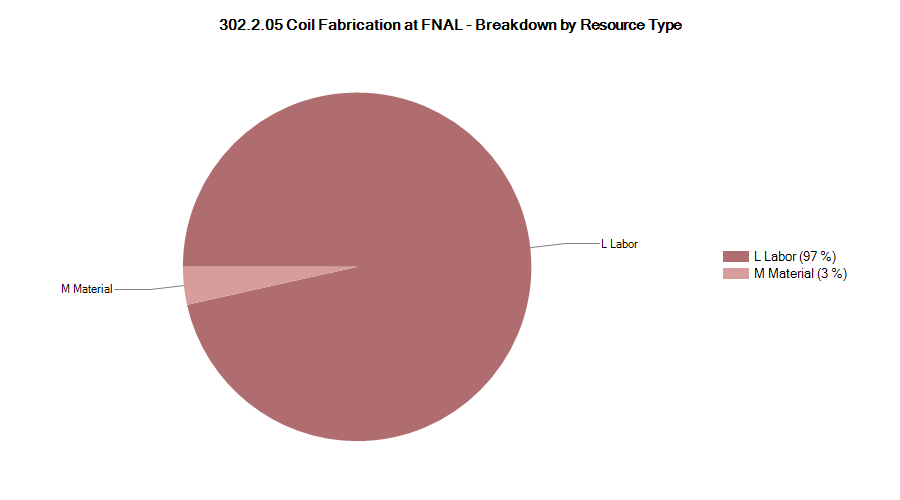 302.2.05 Coil Fabrication at FNAL - Breakdown by Resource Type
L Labor
M Material
L Labor (97 %)
M Material (3 %)